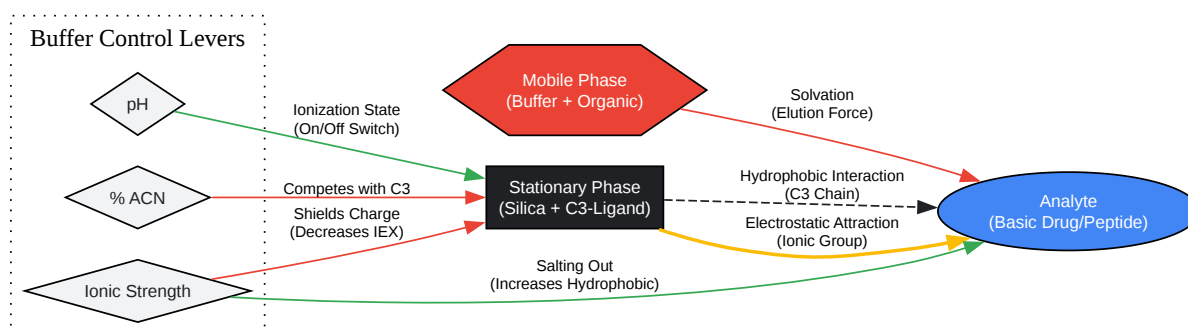 Buffer Control Levers
pH
% ACN
Ionic Strength
Ionization State
(On/Off Switch)
Competes with C3
Shields Charge
(Decreases IEX)
Mobile Phase
(Buffer + Organic)
Stationary Phase
(Silica + C3-Ligand)
Solvation
(Elution Force)
Hydrophobic Interaction
(C3 Chain)
Electrostatic Attraction
(Ionic Group)
Salting Out
(Increases Hydrophobic)
Analyte
(Basic Drug/Peptide)